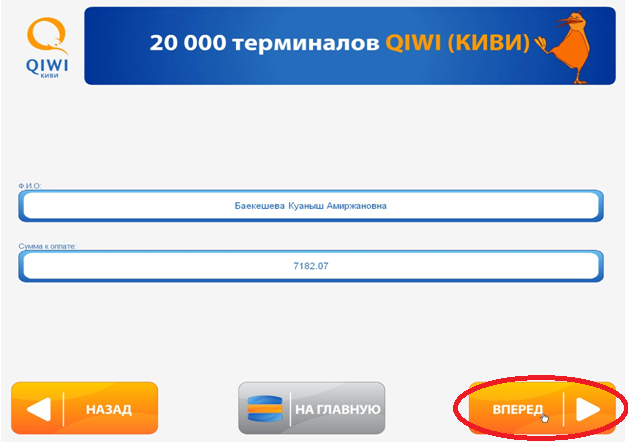 QIWI
КИВИ
20 000 терминалов QIWI (КИВИ)
Ф.И.О:
Баекешева Куаныш Амиржановна
Сумма к оплате:
7182.07
НАЗАД
НА ГЛАВНУЮ
ВПЕРЕД